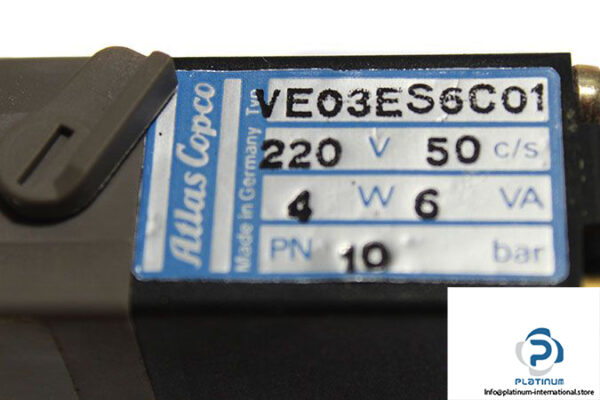 Atlas Copco
Made in Germany
Typ VE03ES6C01
220 V 50 c/s
4 W 6 VA
PN 10 bar
PLATINUM
info@platinum-international.store